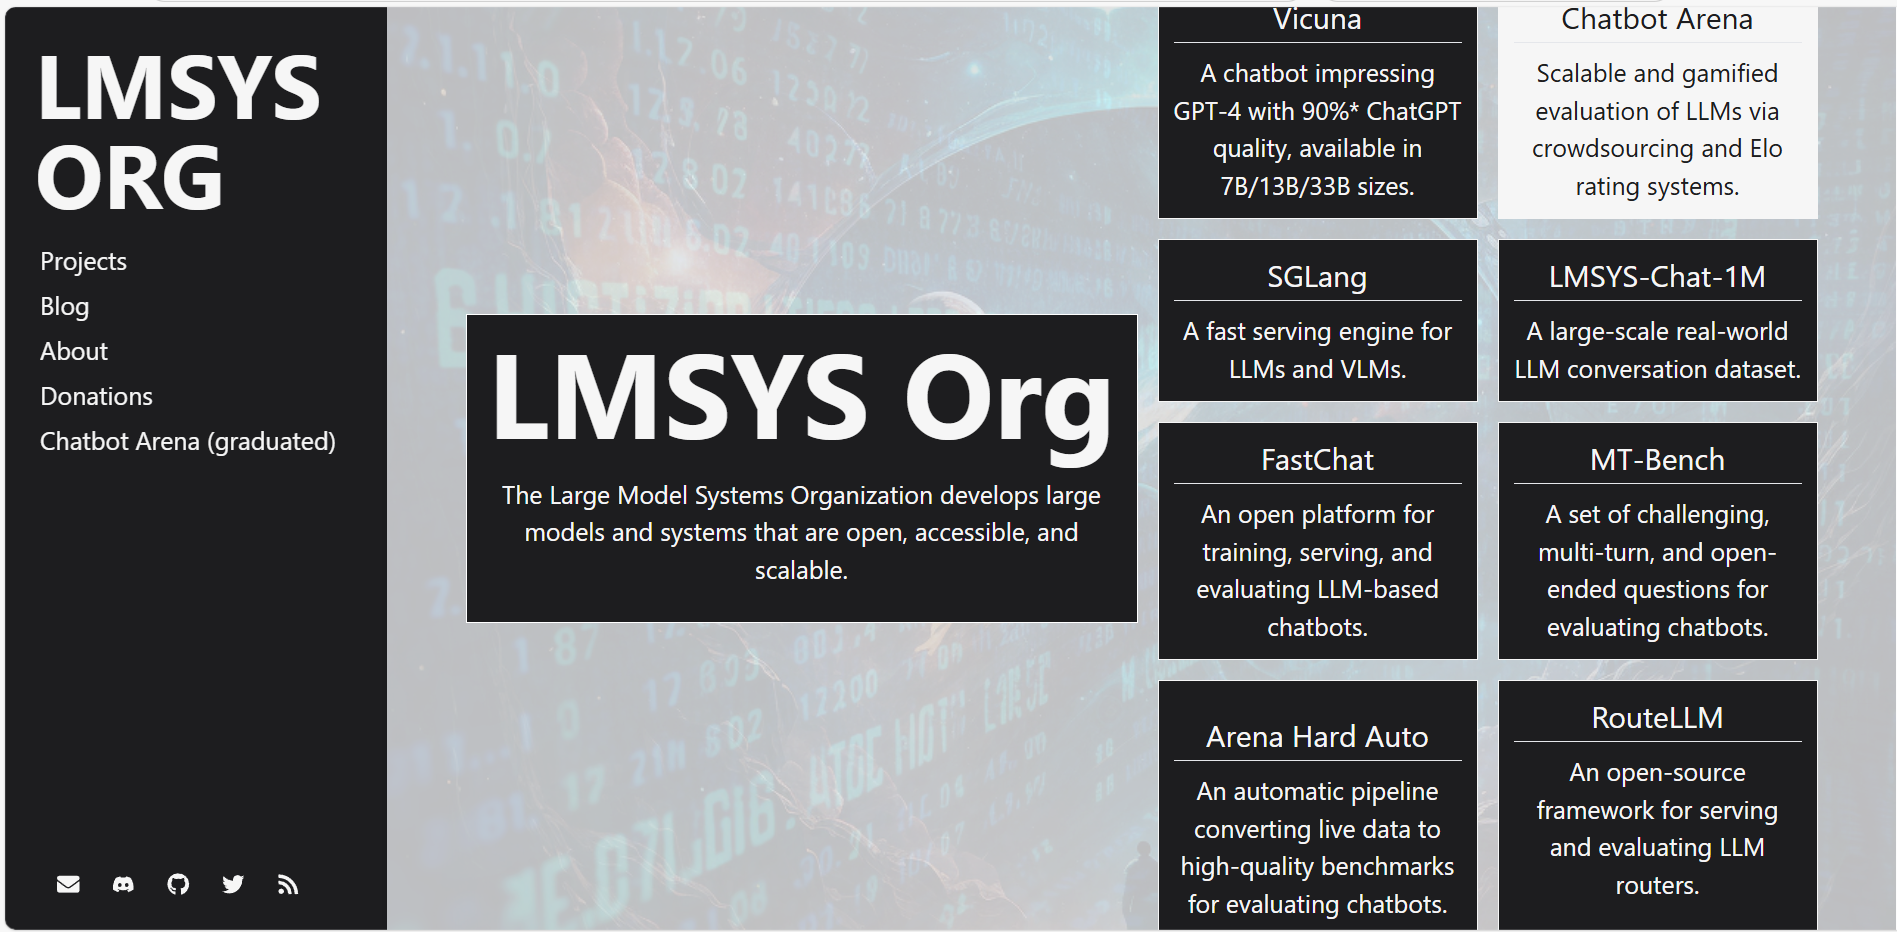 LMSYS
ORG
Projects
Blog
About
Donations
Chatbot Arena (graduated)
LMSYS Org
The Large Model Systems Organization develops large
models and systems that are open, accessible, and
scalable.
Vicuna
A chatbot impressing
GPT-4 with 90%* ChatGPT
quality, available in
7B/13B/33B sizes.
Chatbot Arena
Scalable and gamified
evaluation of LLMs via
crowdsourcing and Elo
rating systems.
SGLang
A fast serving engine for
LLMs and VLMs.
LMSYS-Chat-1M
A large-scale real-world
LLM conversation dataset.
FastChat
An open platform for
training, serving, and
evaluating LLM-based
chatbots.
MT-Bench
A set of challenging,
multi-turn, and open-
ended questions for
evaluating chatbots.
Arena Hard Auto
An automatic pipeline
converting live data to
high-quality benchmarks
for evaluating chatbots.
RouteLLM
An open-source
framework for serving
and evaluating LLM
routers.